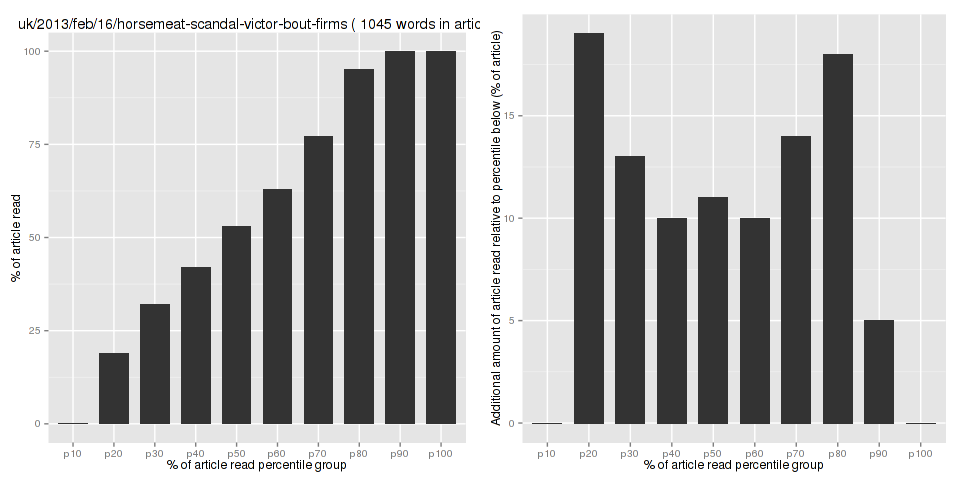 uk/2013/feb/16/horsemeat-scandal-victor-bout-firms ( 1045 words in artic
100
75
50
25
0
% of article read
p10 p20 p30 p40 p50 p60 p70 p80 p90 p100
% of article read percentile group
15
10
5
0
Additional amount of article read relative to percentile below (% of article)
p10 p20 p30 p40 p50 p60 p70 p80 p90 p100
% of article read percentile group